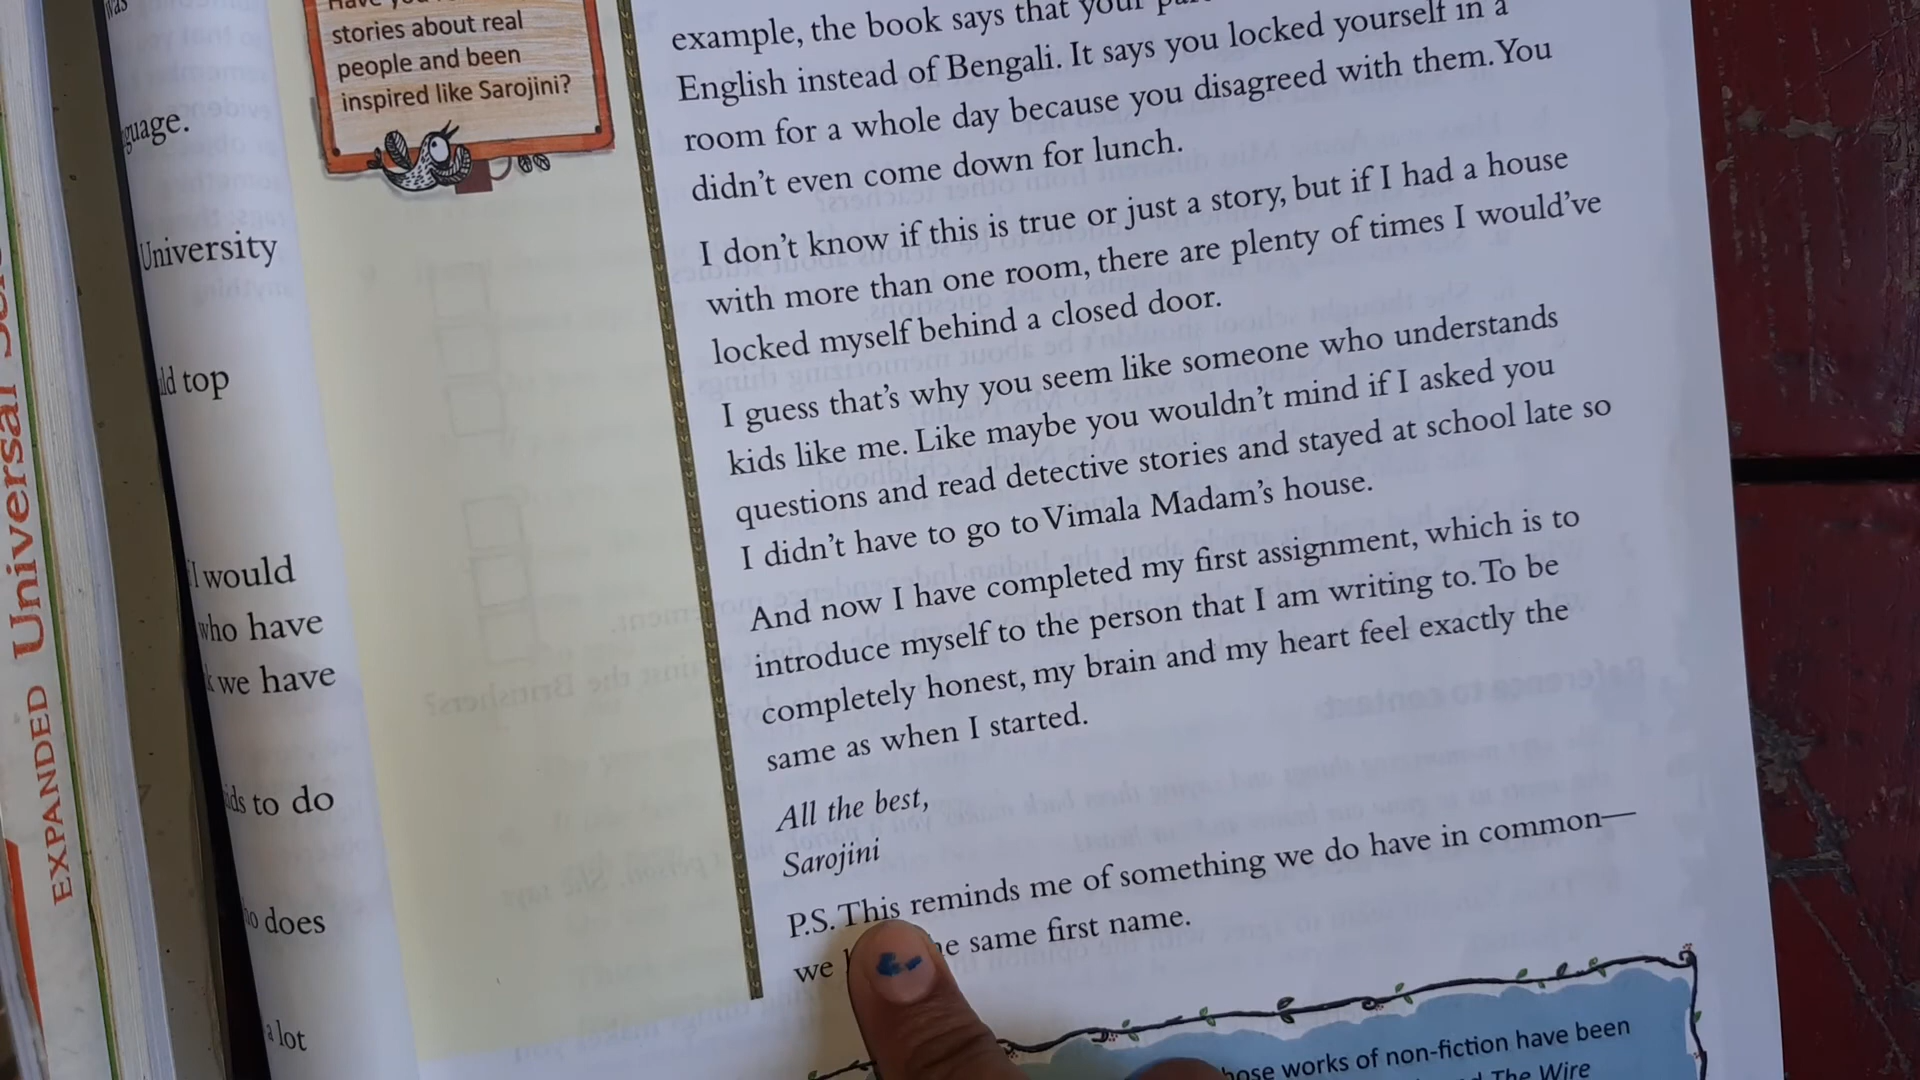 was
guage.
University
ld top
I would
who have
we have
ids to do
does
a lot
EXPANDED Universal
stories about real
people and been
inspired like Sarojini?
example, the book says that your
English instead of Bengali. It says you locked yourself in a
room for a whole day because you disagreed with them. You
didn't even come down for lunch.
I don't know if this is true or just a story, but if I had a house
with more than one room, there are plenty of times I would've
locked myself behind a closed door.
I guess that's why you seem like someone who understands
kids like me. Like maybe you wouldn't mind if I asked you
questions and read detective stories and stayed at school late so
I didn't have to go to Vimala Madam's house.
And now I have completed my first assignment, which is to
introduce myself to the person that I am writing to. To be
completely honest, my brain and my heart feel exactly the
same as when I started.
All the best,
Sarojini
P.S. This reminds me of something we do have in common—
we same first name.
works of non-fiction have been
The Wire